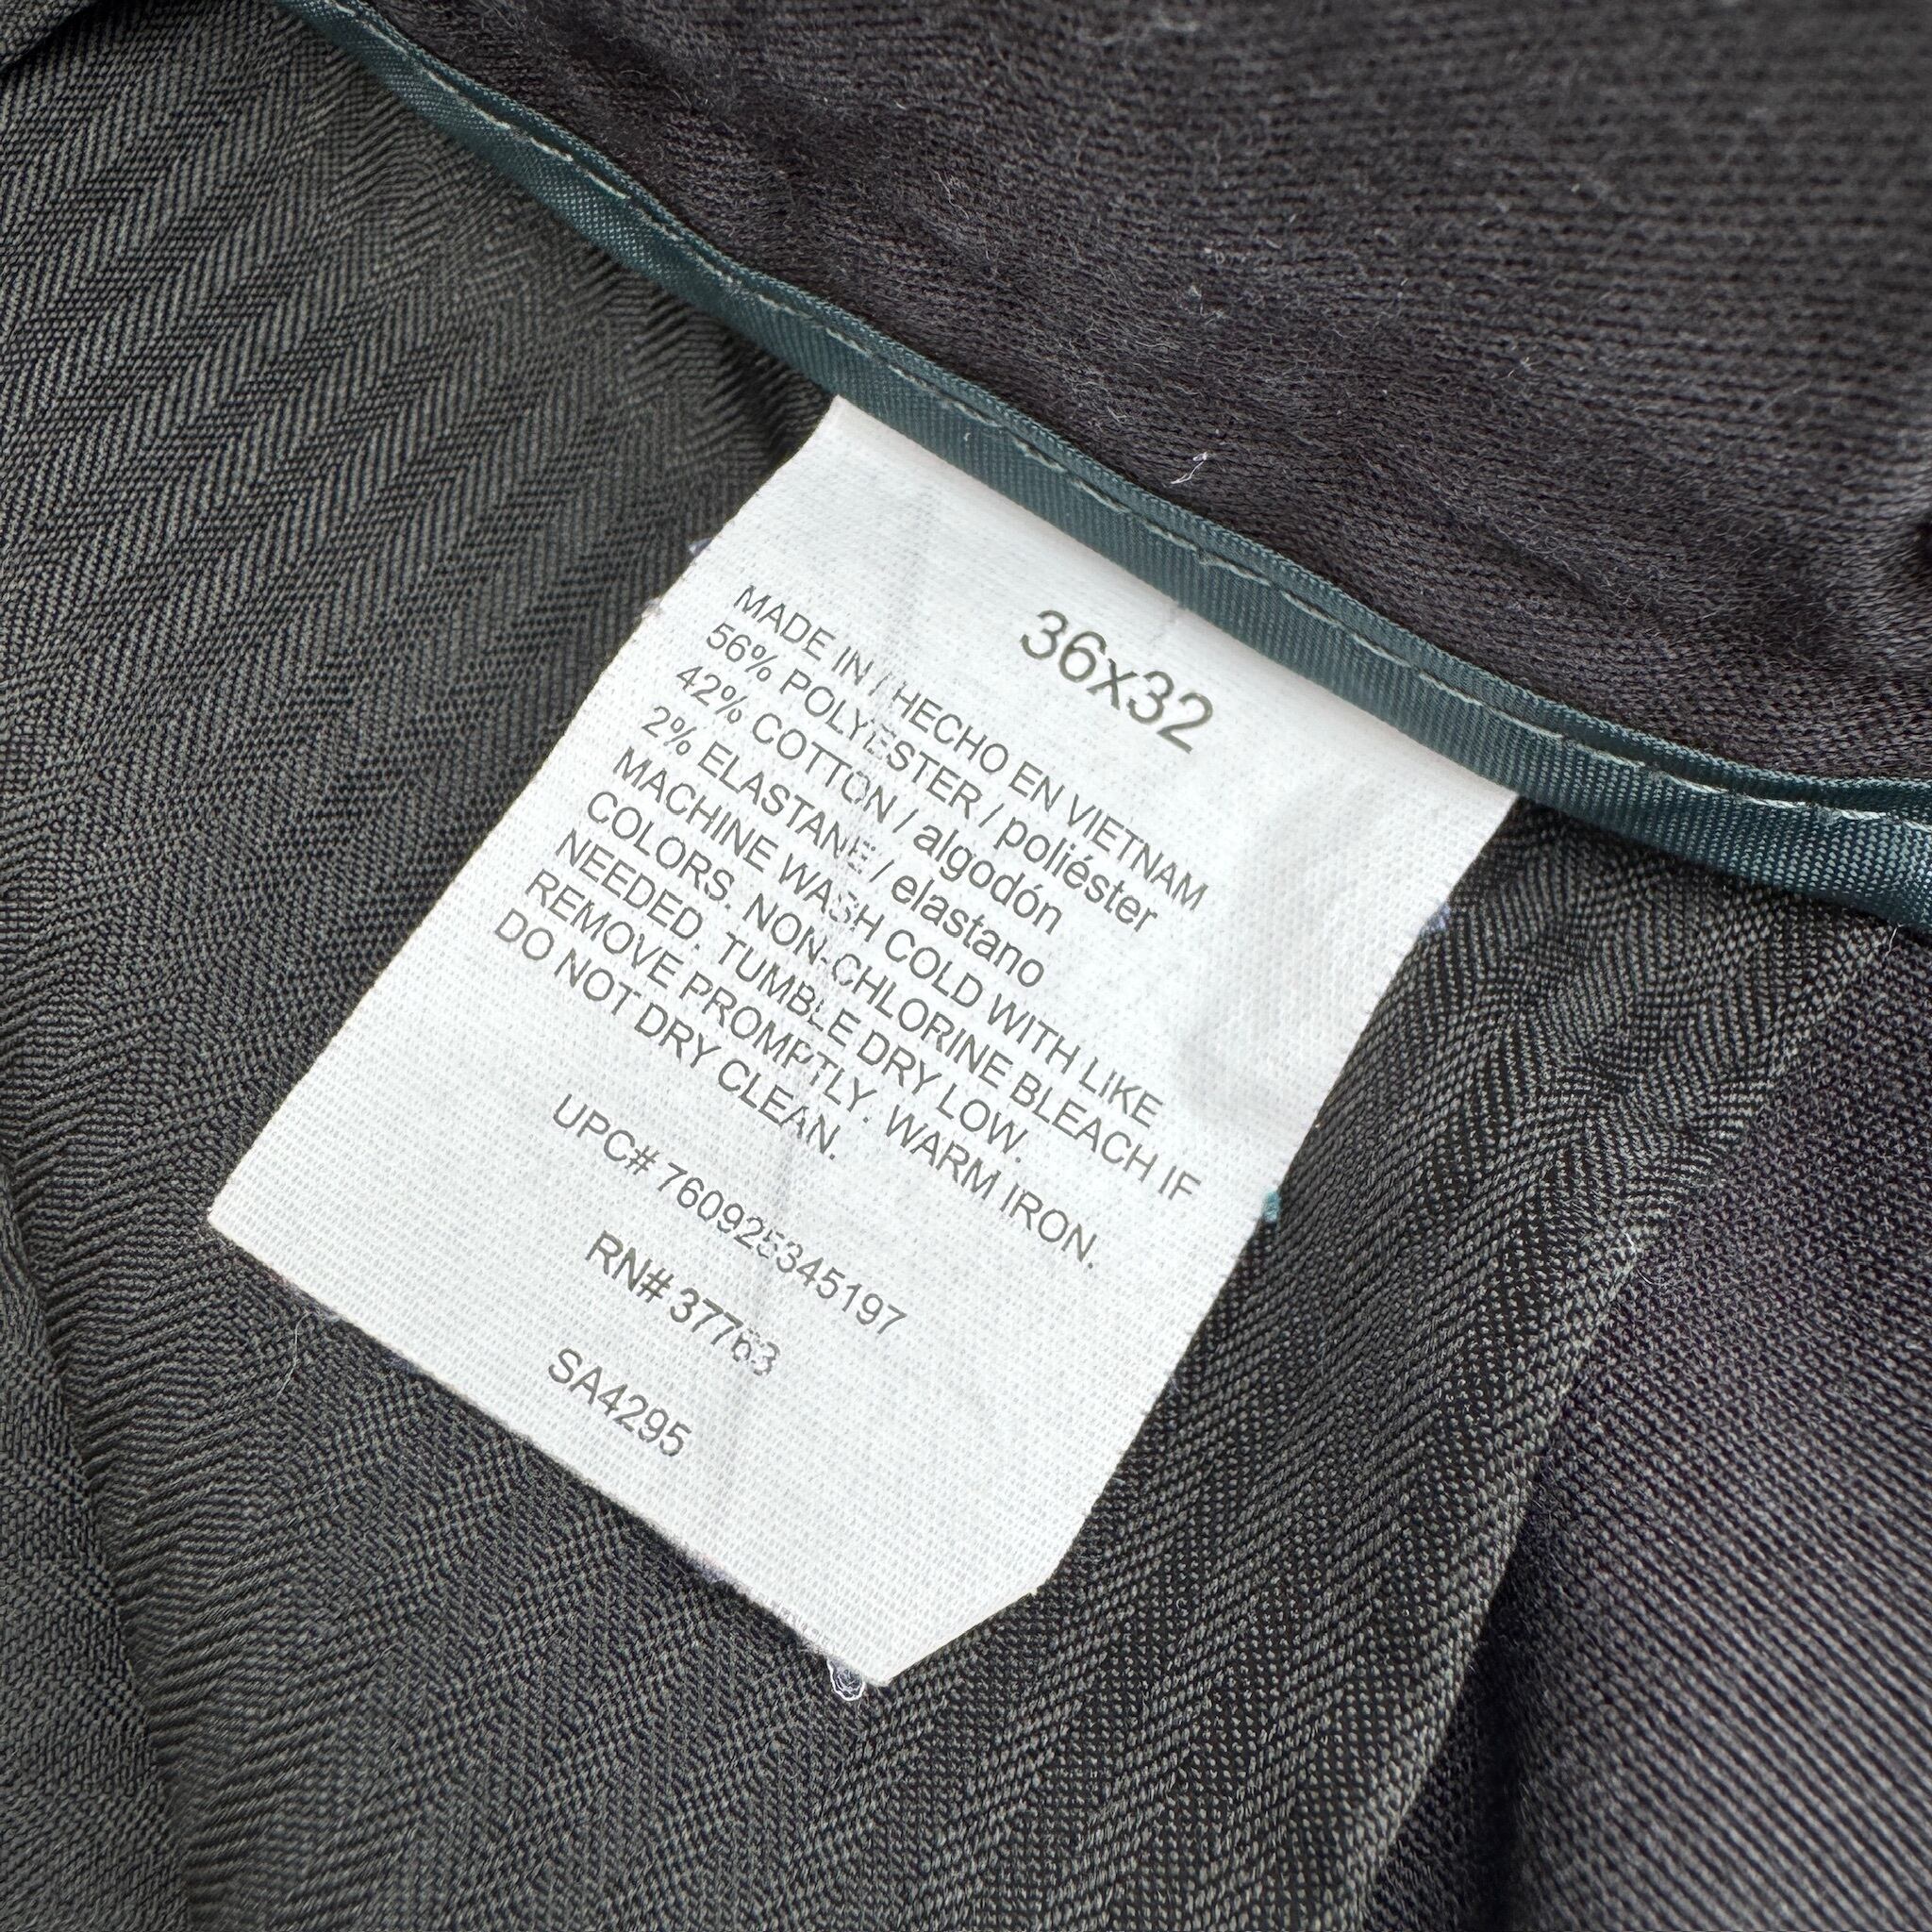 36x32
MADE IN / HECHO EN VIETNAM
56% POLYESTER / poliéster
42% COTTON / algodón
2% ELASTANE / elastano
MACHINE WASH COLD WITH LIKE
COLORS. NON-CHLORINE BLEACH IF
NEEDED. TUMBLE DRY LOW.
REMOVE PROMPTLY. WARM IRON.
DO NOT DRY CLEAN.
UPC# 760925345197
RN# 37763
SA4295